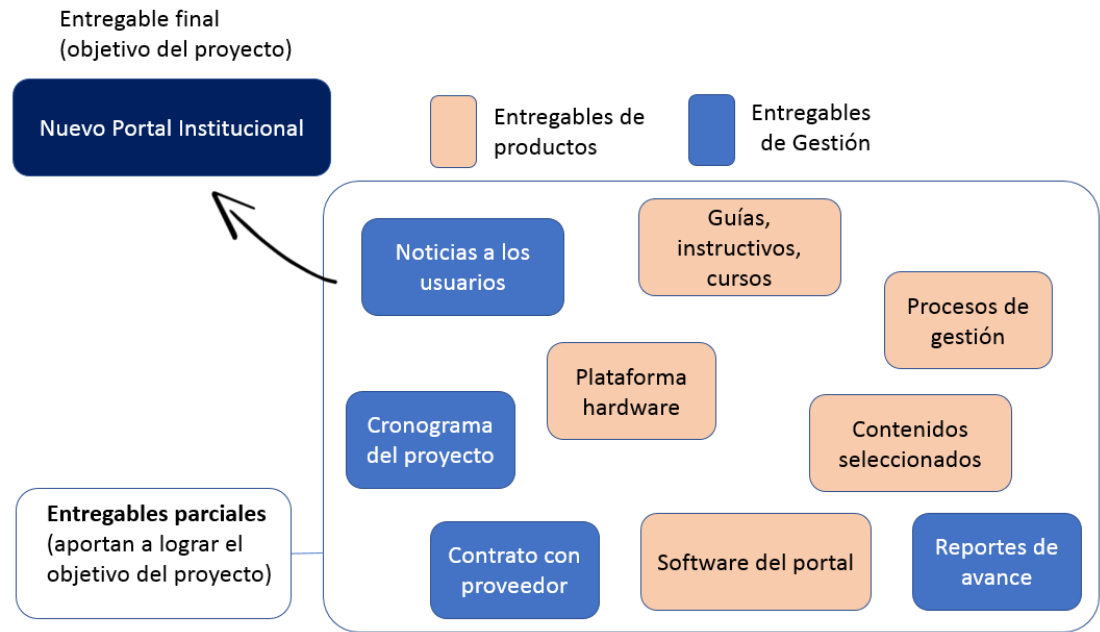 Entregable final
(objetivo del proyecto)
Nuevo Portal Institucional
Entregables de
productos
Entregables
de Gestión
Noticias a los
usuarios
Guías,
instructivos,
cursos
Procesos de
gestión
Plataforma
hardware
Cronograma
del proyecto
Contenidos
seleccionados
Entregables parciales
(aportan a lograr el
objetivo del proyecto)
Contrato con
proveedor
Software del portal
Reportes de
avance